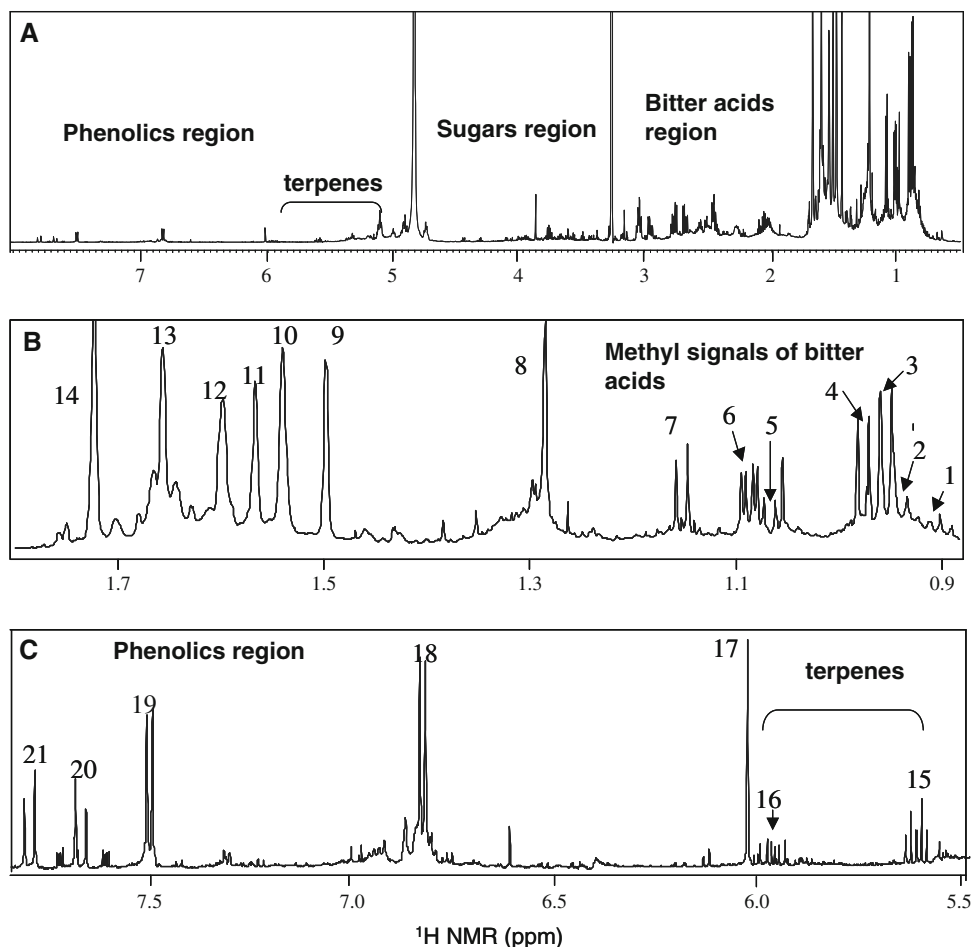 A
Phenolics region
Sugars region
Bitter acids
region
terpenes
7
6
5
4
3
2
1
B
Methyl signals of bitter
acids
14
13
12
11
10
9
8
7
6
5
4
3
2
1
1.7
1.5
1.3
1.1
0.9
C
Phenolics region
terpenes
21
20
19
18
17
16
15
7.5
7.0
6.5
6.0
5.5
¹H NMR (ppm)